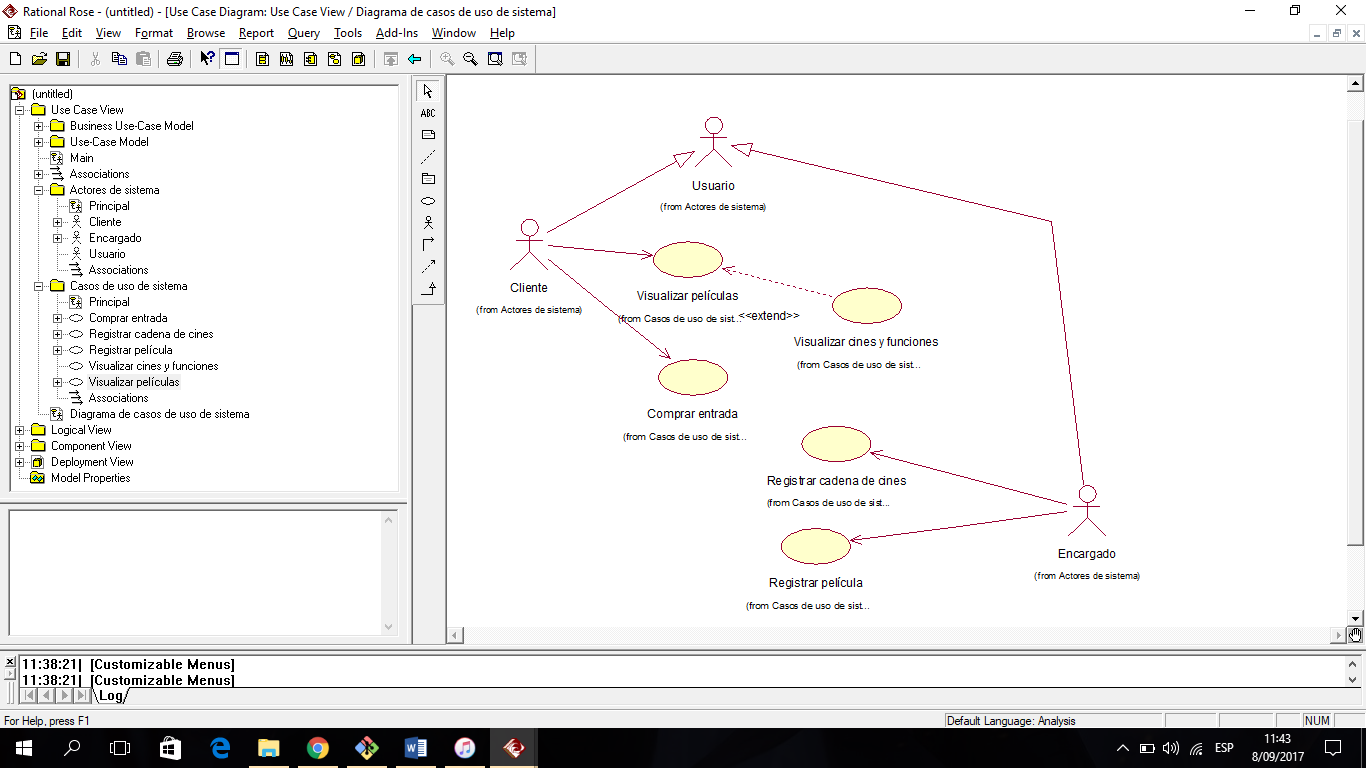 Rational Rose - (untitled) - [Use Case Diagram: Use Case View / Diagrama de casos de uso de sistema]
File Edit View Format Browse Report Query Tools Add-Ins Window Help
(untitled)
Use Case View
Business Use-Case Model
Use-Case Model
Main
Associations
Actores de sistema
Principal
Cliente
Encargado
Usuario
Associations
Casos de uso de sistema
Principal
Comprar entrada
Registrar cadena de cines
Registrar película
Visualizar cines y funciones
Visualizar películas
Associations
Diagrama de casos de uso de sistema
Logical View
Component View
Deployment View
Model Properties
ABC
Usuario
(from Actores de sistema)
Cliente
(from Actores de sistema)
Visualizar películas
(from Casos de uso de sist...
<<extend>>
Visualizar cines y funciones
(from Casos de uso de sist...
Comprar entrada
(from Casos de uso de sist...
Registrar cadena de cines
(from Casos de uso de sist...
Registrar película
(from Casos de uso de sist...
Encargado
(from Actores de sistema)
11:38:21| [Customizable Menus]
11:38:21| [Customizable Menus]
Log
For Help, press F1
Default Language: Analysis
NUM
ESP
11:43
8/09/2017